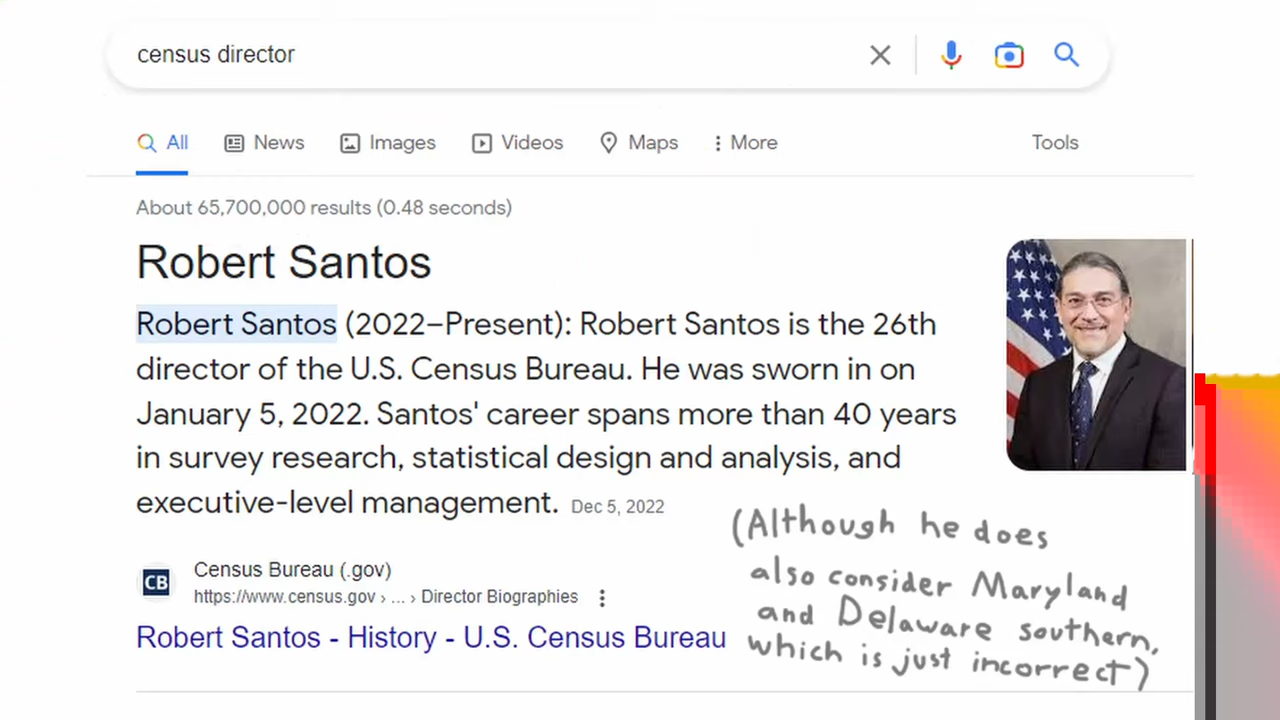 census director
All News Images Videos Maps More Tools
About 65,700,000 results (0.48 seconds)
Robert Santos
Robert Santos (2022–Present): Robert Santos is the 26th
director of the U.S. Census Bureau. He was sworn in on
January 5, 2022. Santos' career spans more than 40 years
in survey research, statistical design and analysis, and
executive-level management. Dec 5, 2022
(Although he does
also consider Maryland
and Delaware southern,
which is just incorrect)
CB
Census Bureau (.gov)
https://www.census.gov › ... › Director Biographies
Robert Santos - History - U.S. Census Bureau